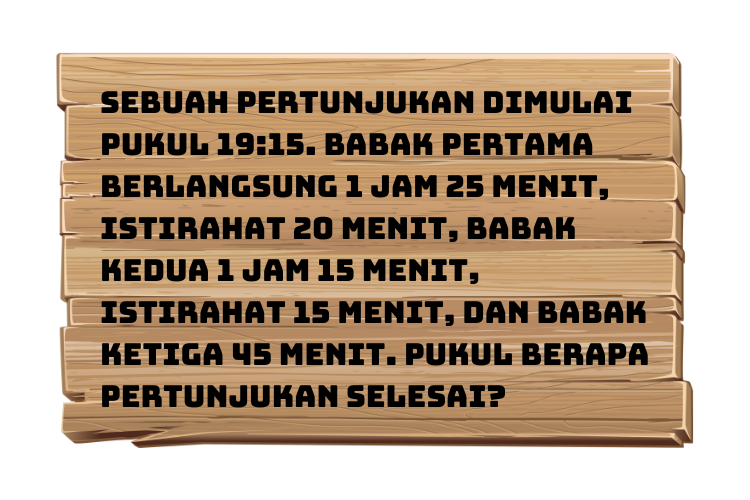 SEBUAH PERTUNJUKAN DIMULAI
PUKUL 19:15. BABAK PERTAMA
BERLANGSUNG 1 JAM 25 MENIT,
ISTIRAHAT 20 MENIT, BABAK
KEDUA 1 JAM 15 MENIT,
ISTIRAHAT 15 MENIT, DAN BABAK
KETIGA 45 MENIT. PUKUL BERAPA
PERTUNJUKAN SELESAI?